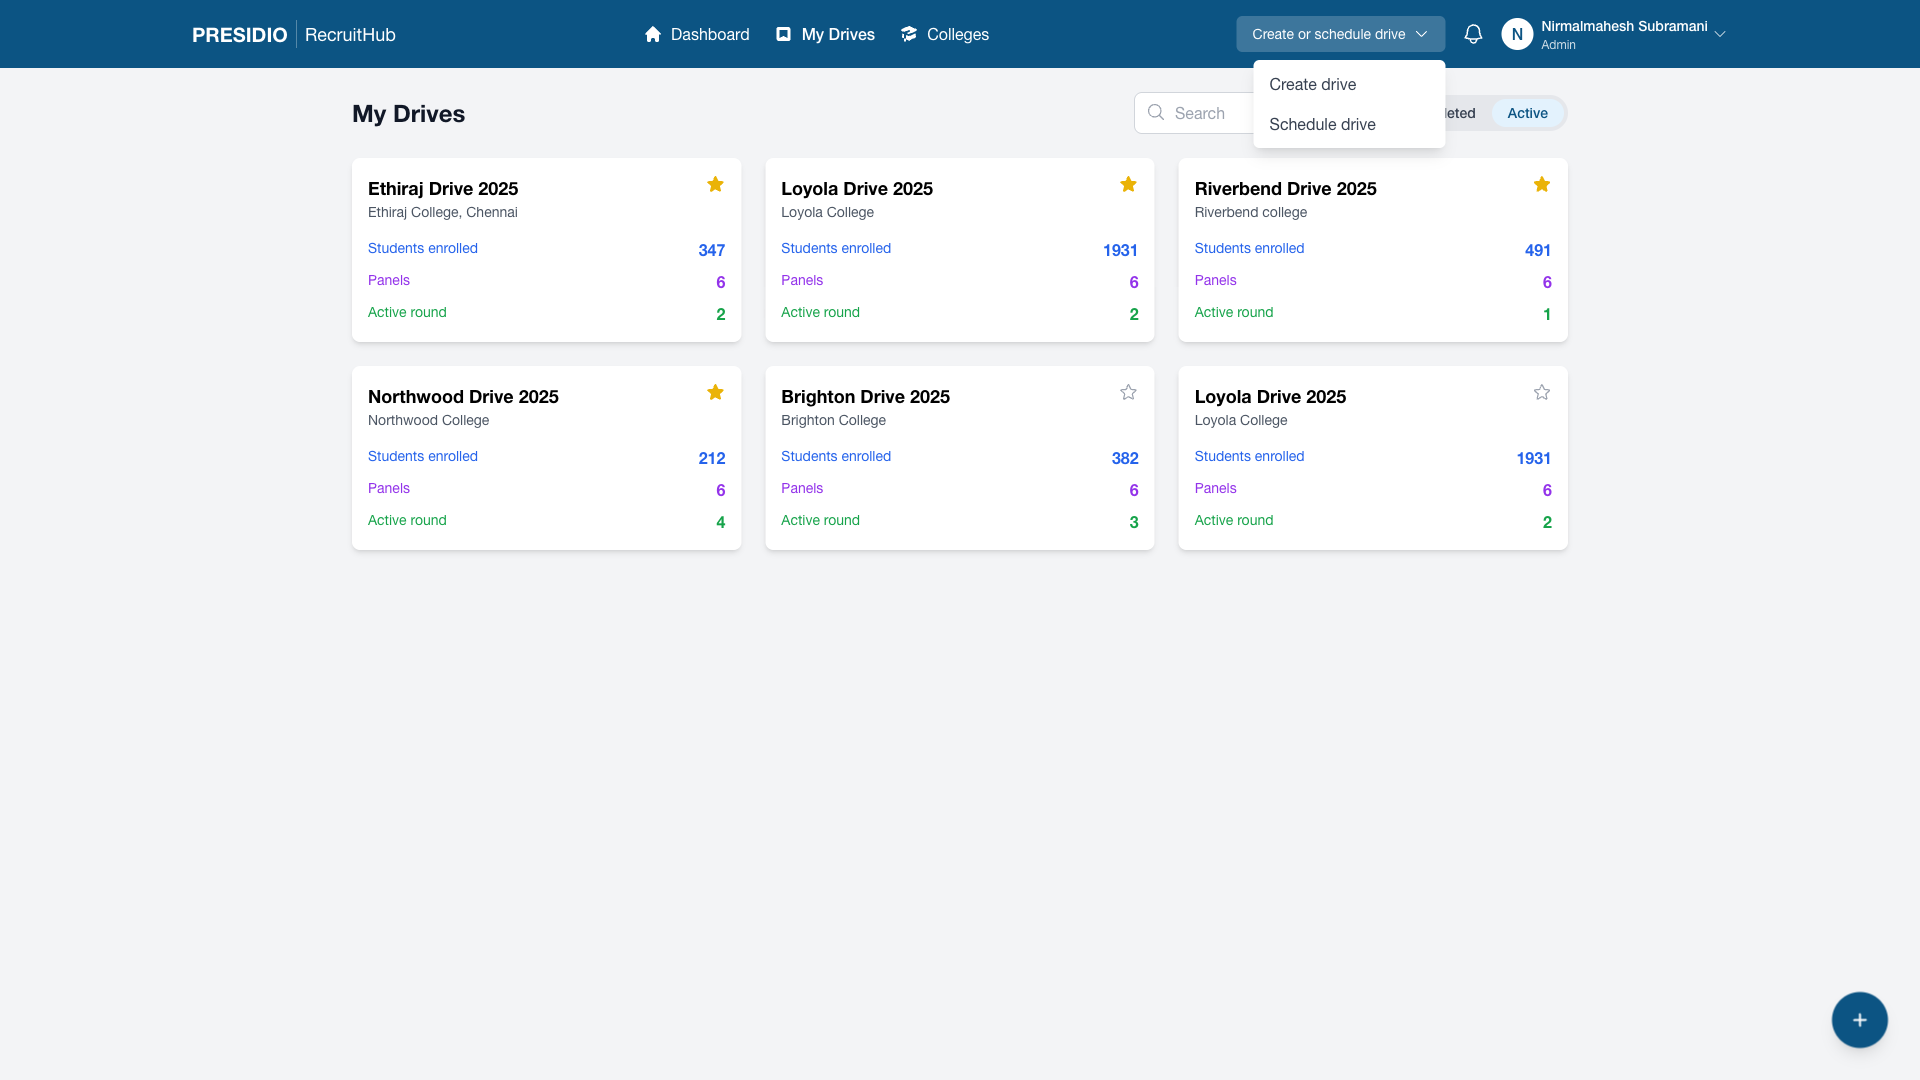 PRESIDIO RecruitHub
Dashboard
My Drives
Colleges
Create or schedule drive
N
Nirmalmahesh Subramani
Admin
Create drive
Schedule drive
My Drives
Search
Active
Ethiraj Drive 2025
Ethiraj College, Chennai
Students enrolled 347
Panels 6
Active round 2
Loyola Drive 2025
Loyola College
Students enrolled 1931
Panels 6
Active round 2
Riverbend Drive 2025
Riverbend college
Students enrolled 491
Panels 6
Active round 1
Northwood Drive 2025
Northwood College
Students enrolled 212
Panels 6
Active round 4
Brighton Drive 2025
Brighton College
Students enrolled 382
Panels 6
Active round 3
Loyola Drive 2025
Loyola College
Students enrolled 1931
Panels 6
Active round 2
+